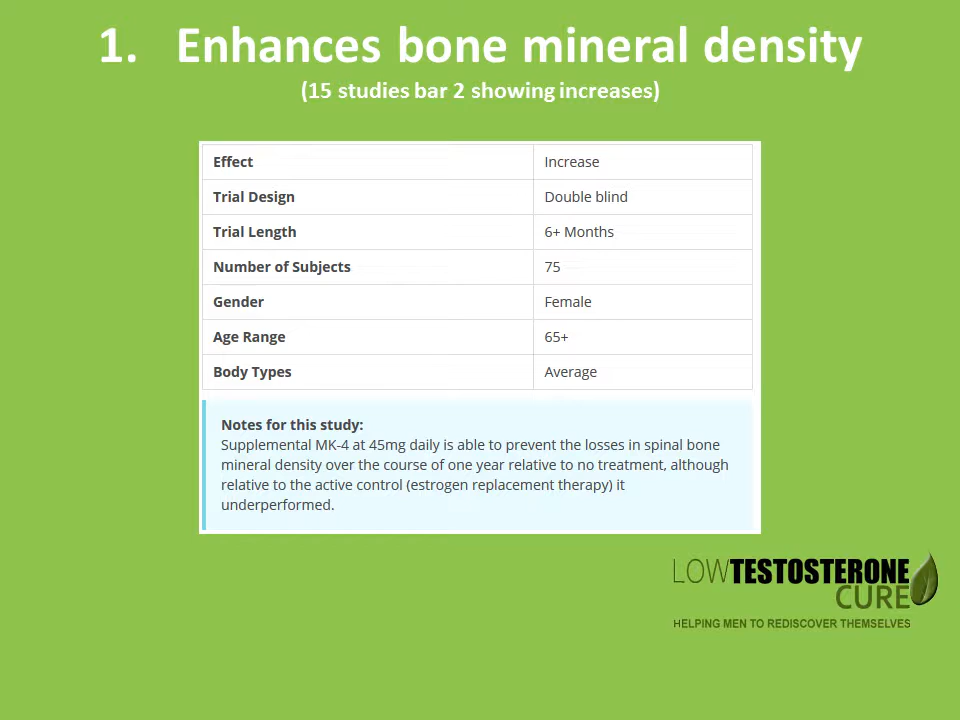 1. Enhances bone mineral density
(15 studies bar 2 showing increases)
Effect Increase
Trial Design Double blind
Trial Length 6+ Months
Number of Subjects 75
Gender Female
Age Range 65+
Body Types Average
Notes for this study:
Supplemental MK-4 at 45mg daily is able to prevent the losses in spinal bone
mineral density over the course of one year relative to no treatment, although
relative to the active control (estrogen replacement therapy) it
underperformed.
LOWTESTOSTERONE
CURE
HELPING MEN TO REDISCOVER THEMSELVES